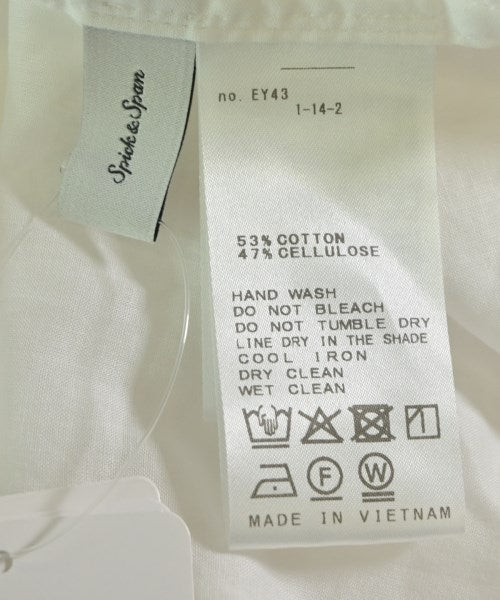 Spick & Span
no. EY43
1-14-2
53% COTTON
47% CELLULOSE
HAND WASH
DO NOT BLEACH
DO NOT TUMBLE DRY
LINE DRY IN THE SHADE
COOL IRON
DRY CLEAN
WET CLEAN
F W
MADE IN VIETNAM